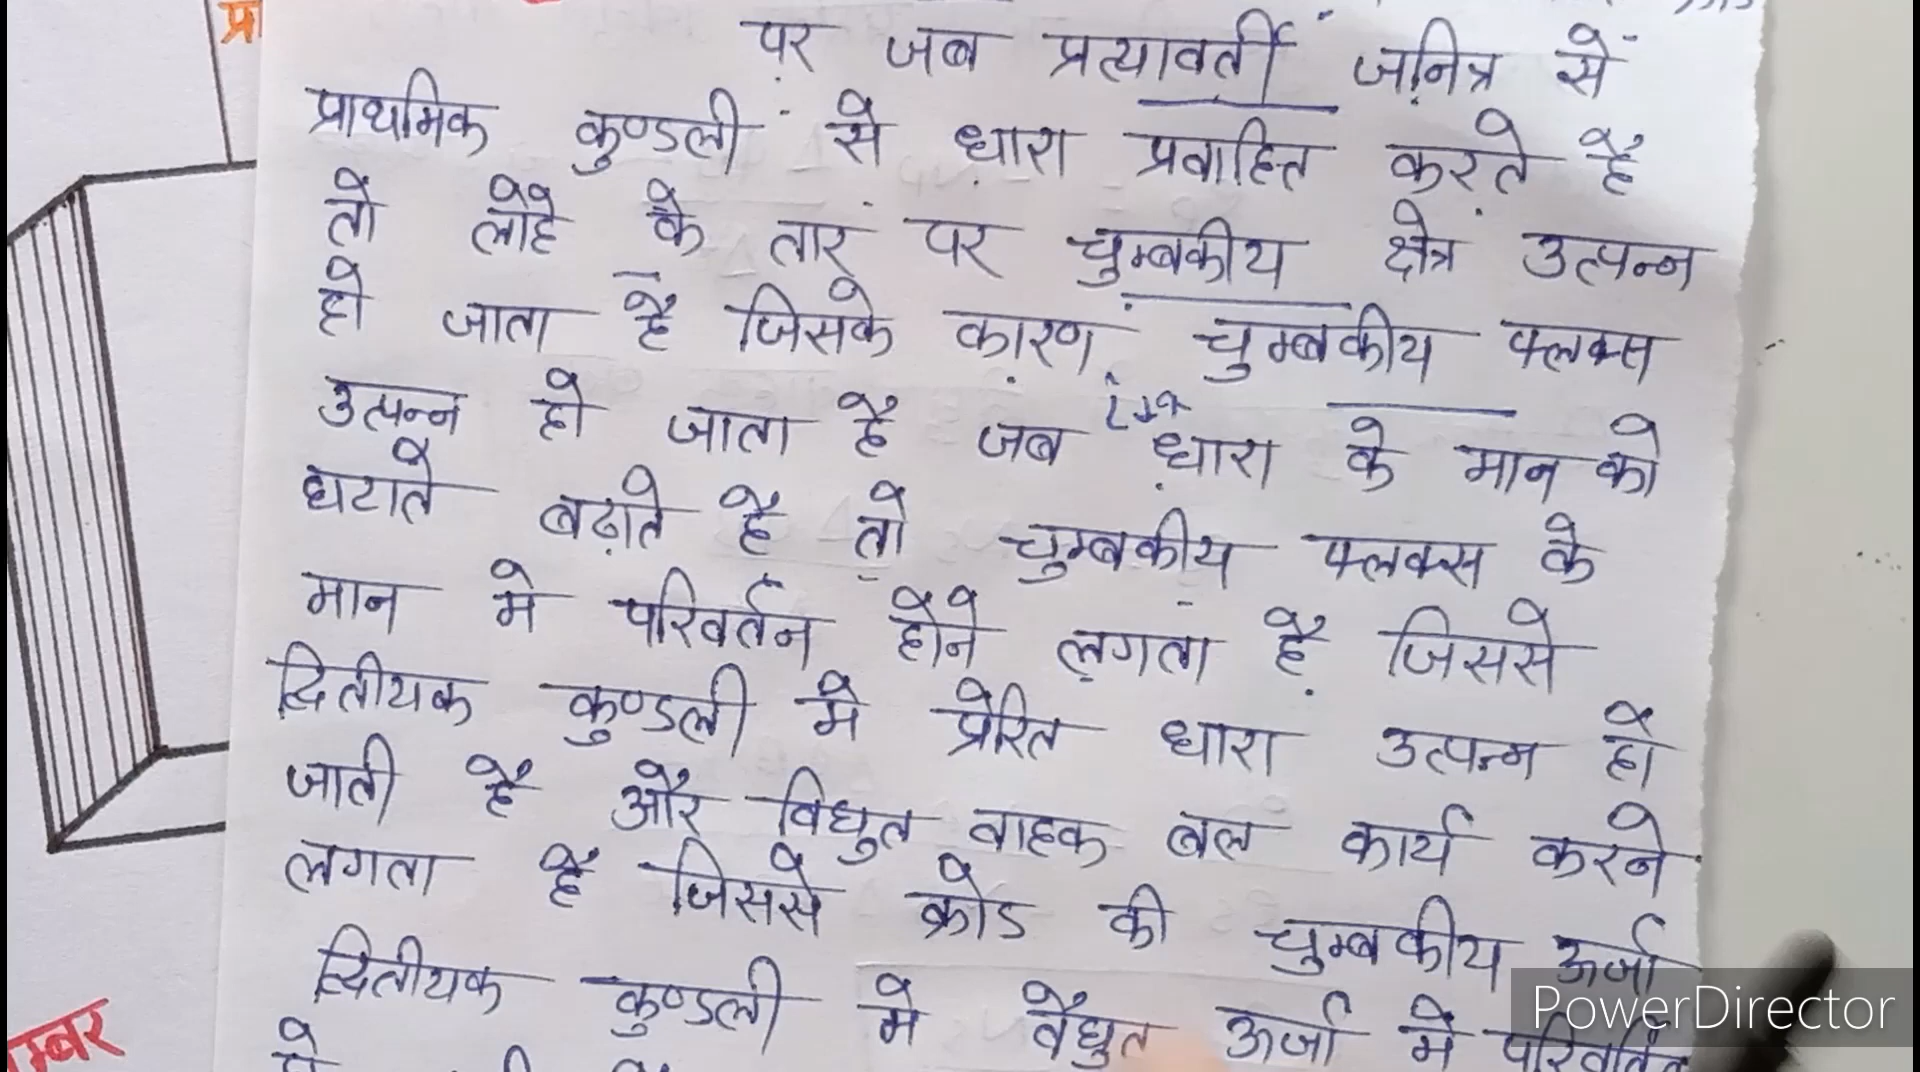 प्रा
पर जब प्रत्यावर्ती जनित्र से
प्राथमिक कुण्डली से धारा प्रवाहित करते है
तो लोहे के तार पर चुम्बकीय क्षेत्र उत्पन्न
हो जाता है जिसके कारण चुम्बकीय फ्लक्स
उत्पन्न हो जाता है जब धारा के मान को
घटाते बढ़ाते है तो चुम्बकीय फ्लक्स के
मान मे परिवर्तन होने लगता है जिससे
द्वितीयक कुण्डली मे प्रेरित धारा उत्पन्न हो
जाती है और विधुत वाहक बल कार्य करने
लगता है जिससे क्रोड की चुम्बकीय ऊर्जा
द्वितीयक कुण्डली मे वैधुत ऊर्जा मे परिवर्तित
म्बर
PowerDirector